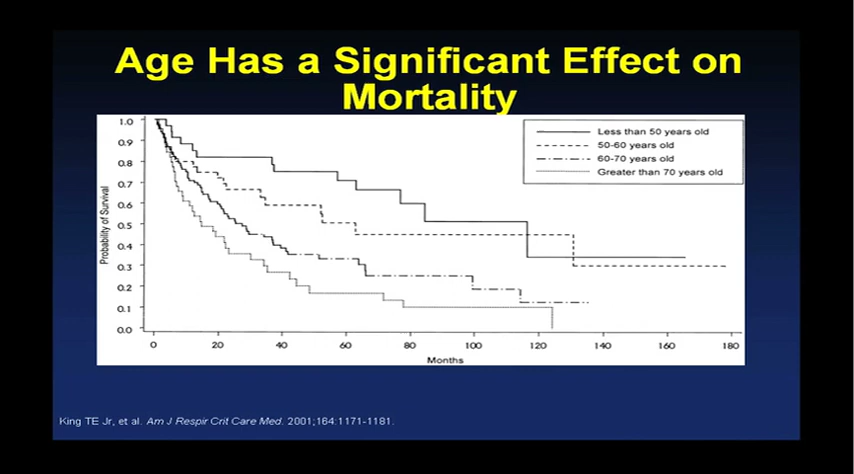 Age Has a Significant Effect on
Mortality
Less than 50 years old
50-60 years old
60-70 years old
Greater than 70 years old
Probability of Survival
1.0
0.9
0.8
0.7
0.6
0.5
0.4
0.3
0.2
0.1
0.0
0 20 40 60 80 100 120 140 160 180
Months
King TE Jr, et al. Am J Respir Crit Care Med. 2001;164:1171-1181.